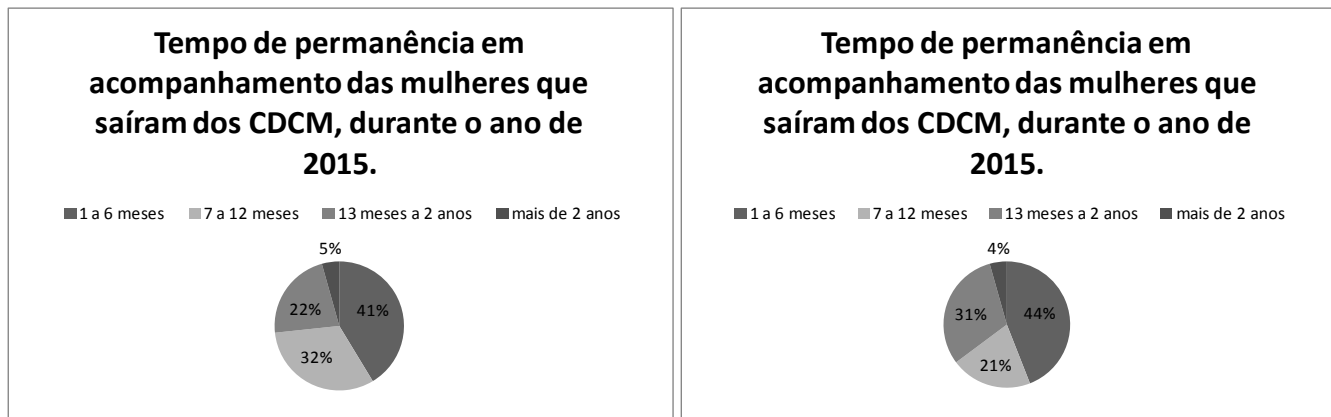 Tempo de permanência em
acompanhamento das mulheres que
saíram dos CDCM, durante o ano de
2015.
1 a 6 meses 7 a 12 meses 13 meses a 2 anos mais de 2 anos
5%
22% 41%
32%
Tempo de permanência em
acompanhamento das mulheres que
saíram dos CDCM, durante o ano de
2015.
1 a 6 meses 7 a 12 meses 13 meses a 2 anos mais de 2 anos
4%
31% 44%
21%